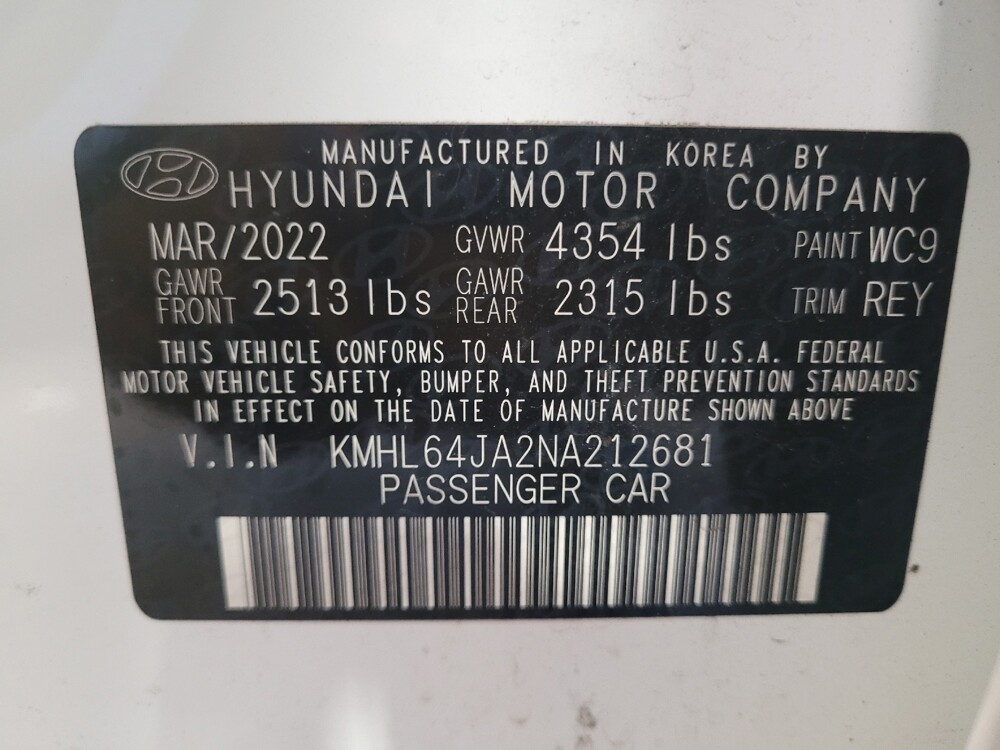 MANUFACTURED IN KOREA BY
HYUNDAI MOTOR COMPANY
MAR/2022 GVWR 4354 lbs PAINT WC9
GAWR FRONT 2513 lbs GAWR REAR 2315 lbs TRIM REY
THIS VEHICLE CONFORMS TO ALL APPLICABLE U.S.A. FEDERAL
MOTOR VEHICLE SAFETY, BUMPER, AND THEFT PREVENTION STANDARDS
IN EFFECT ON THE DATE OF MANUFACTURE SHOWN ABOVE
V.I.N KMHL64JA2NA212681
PASSENGER CAR